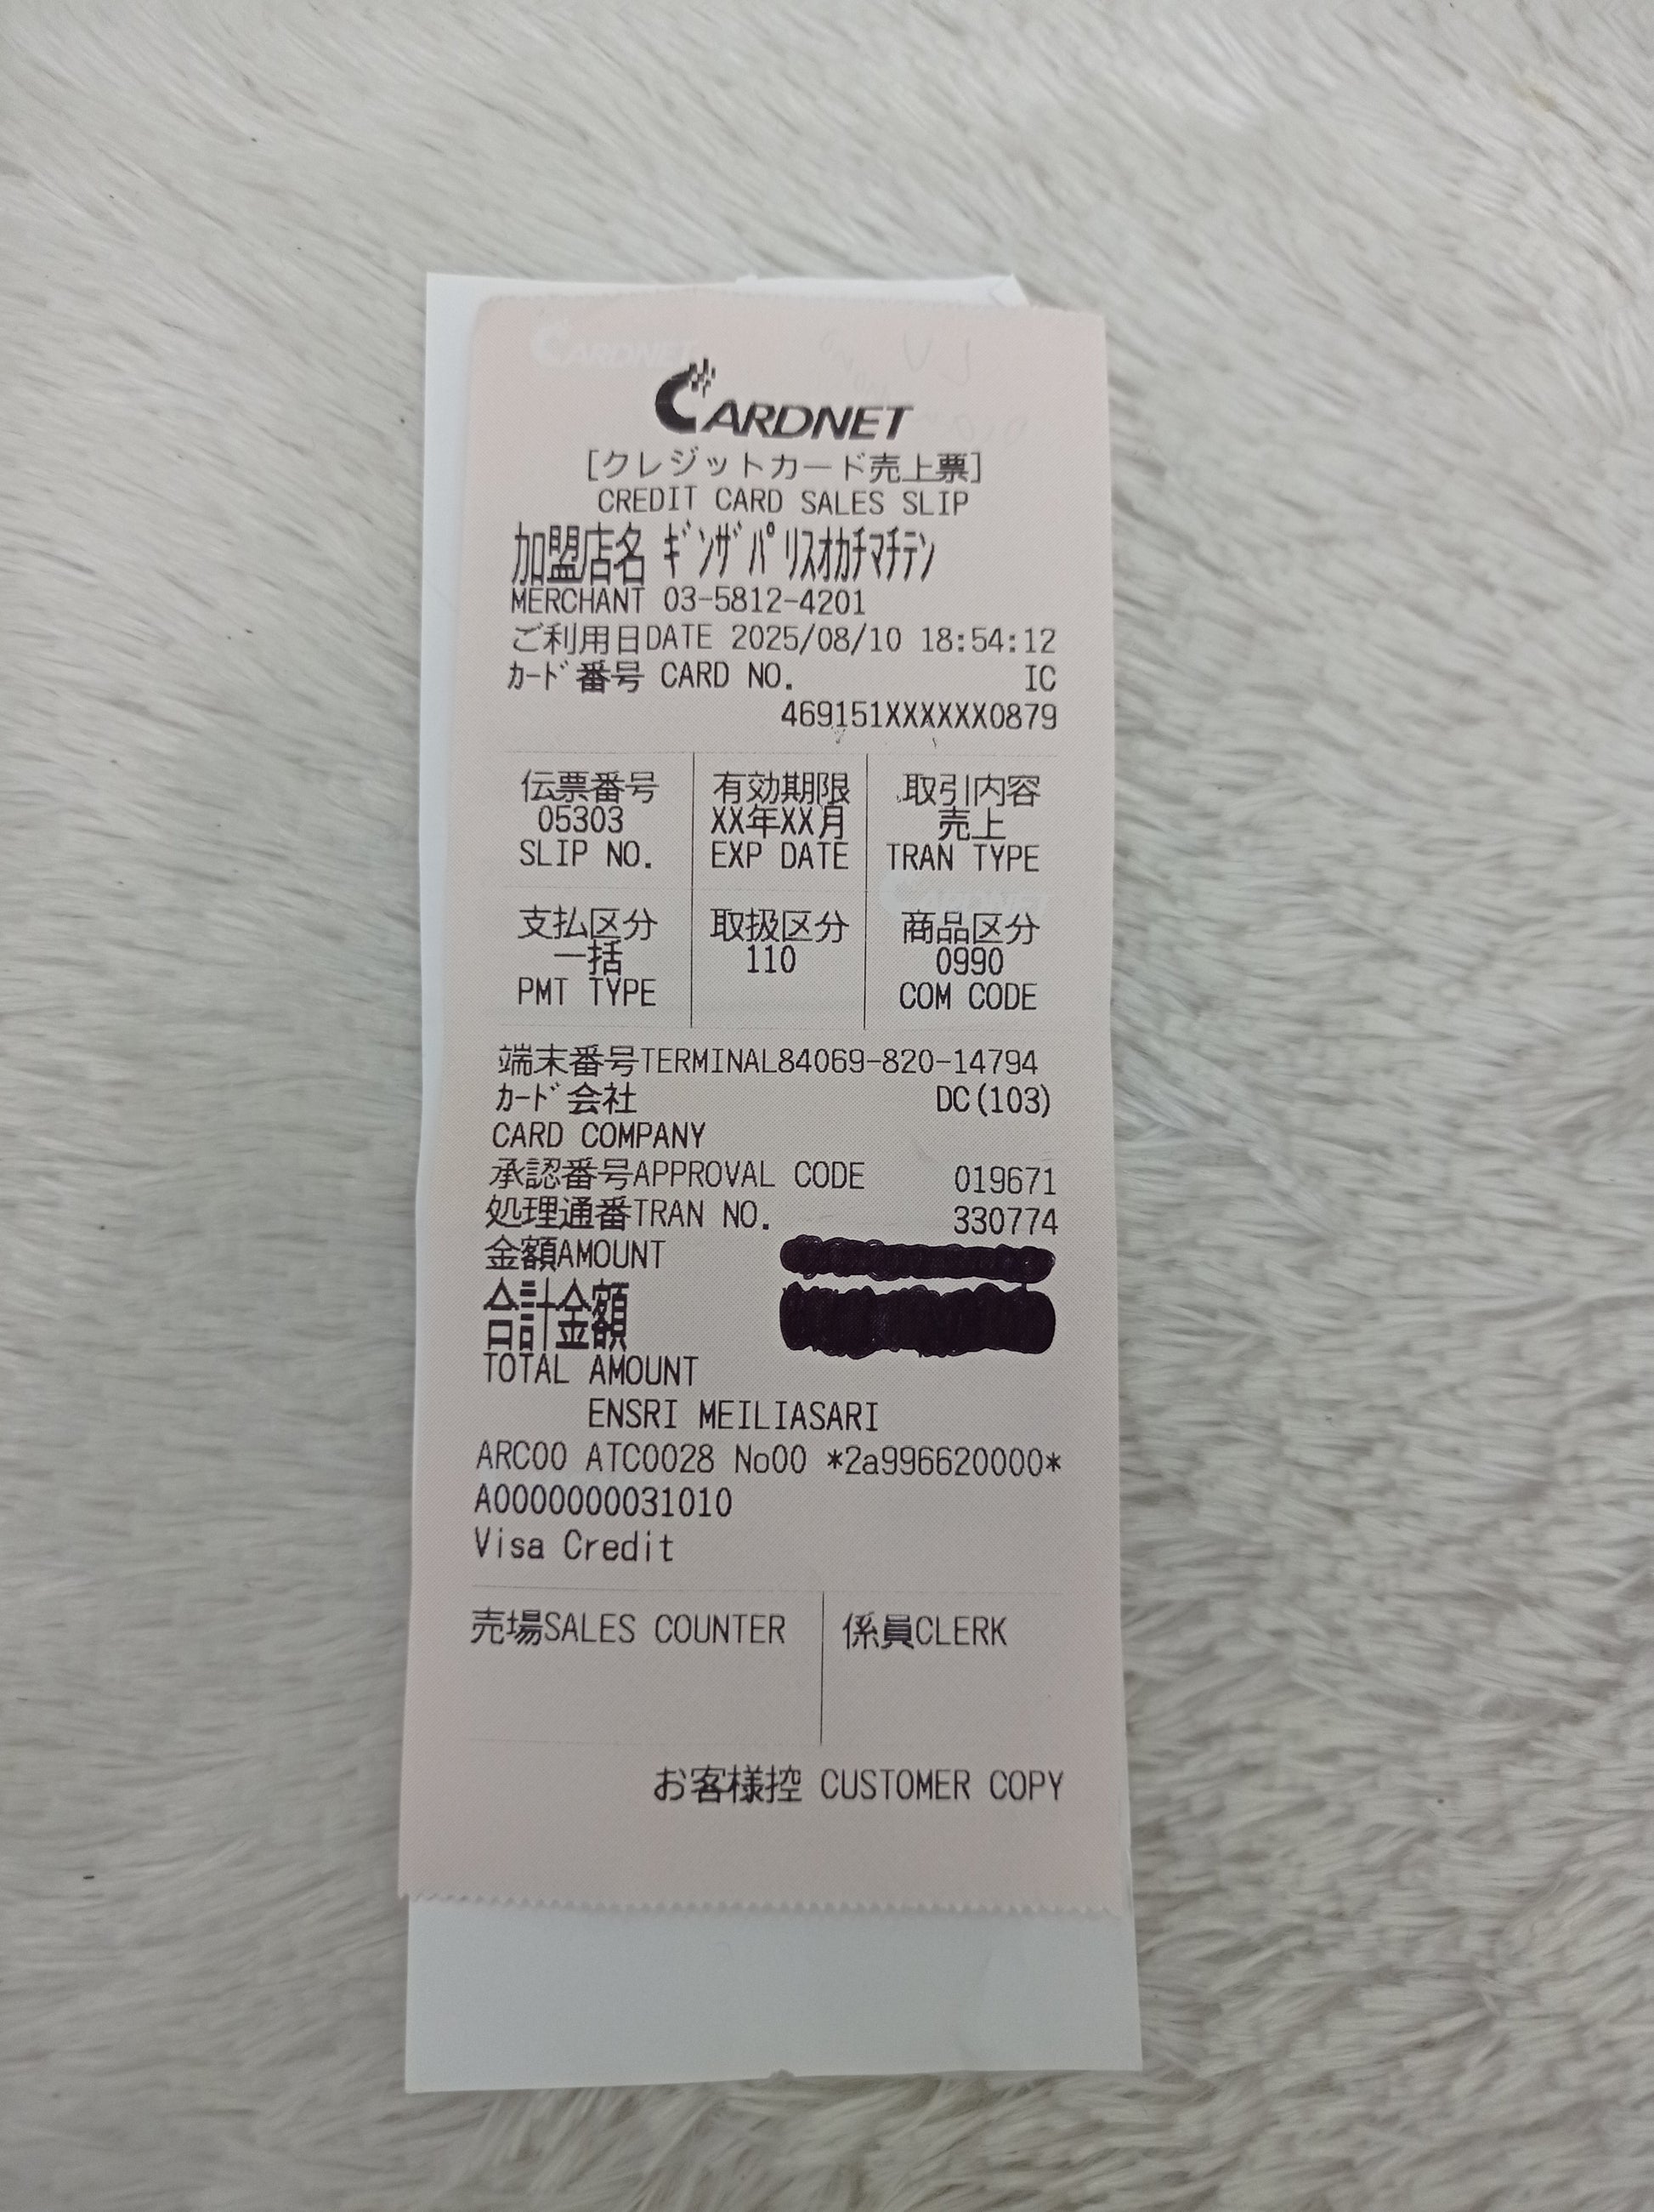 CARDNET
[クレジットカード売上票]
CREDIT CARD SALES SLIP
加盟店名 ギンザパリスオカチマチテン
MERCHANT 03-5812-4201
ご利用日DATE 2025/08/10 18:54:12
カード番号 CARD NO. IC
469151XXXXXX0879
伝票番号 有効期限 取引内容
05303 XX年XX月 売上
SLIP NO. EXP DATE TRAN TYPE
支払区分 取扱区分 商品区分
一括 110 0990
PMT TYPE COM CODE
端末番号TERMINAL84069-820-14794
カード会社 DC(103)
CARD COMPANY
承認番号APPROVAL CODE 019671
処理通番TRAN NO. 330774
金額AMOUNT
合計金額
TOTAL AMOUNT
ENSRI MEILIASARI
ARC00 ATC0028 No00 *2a996620000*
A0000000031010
Visa Credit
売場SALES COUNTER 係員CLERK
お客様控 CUSTOMER COPY